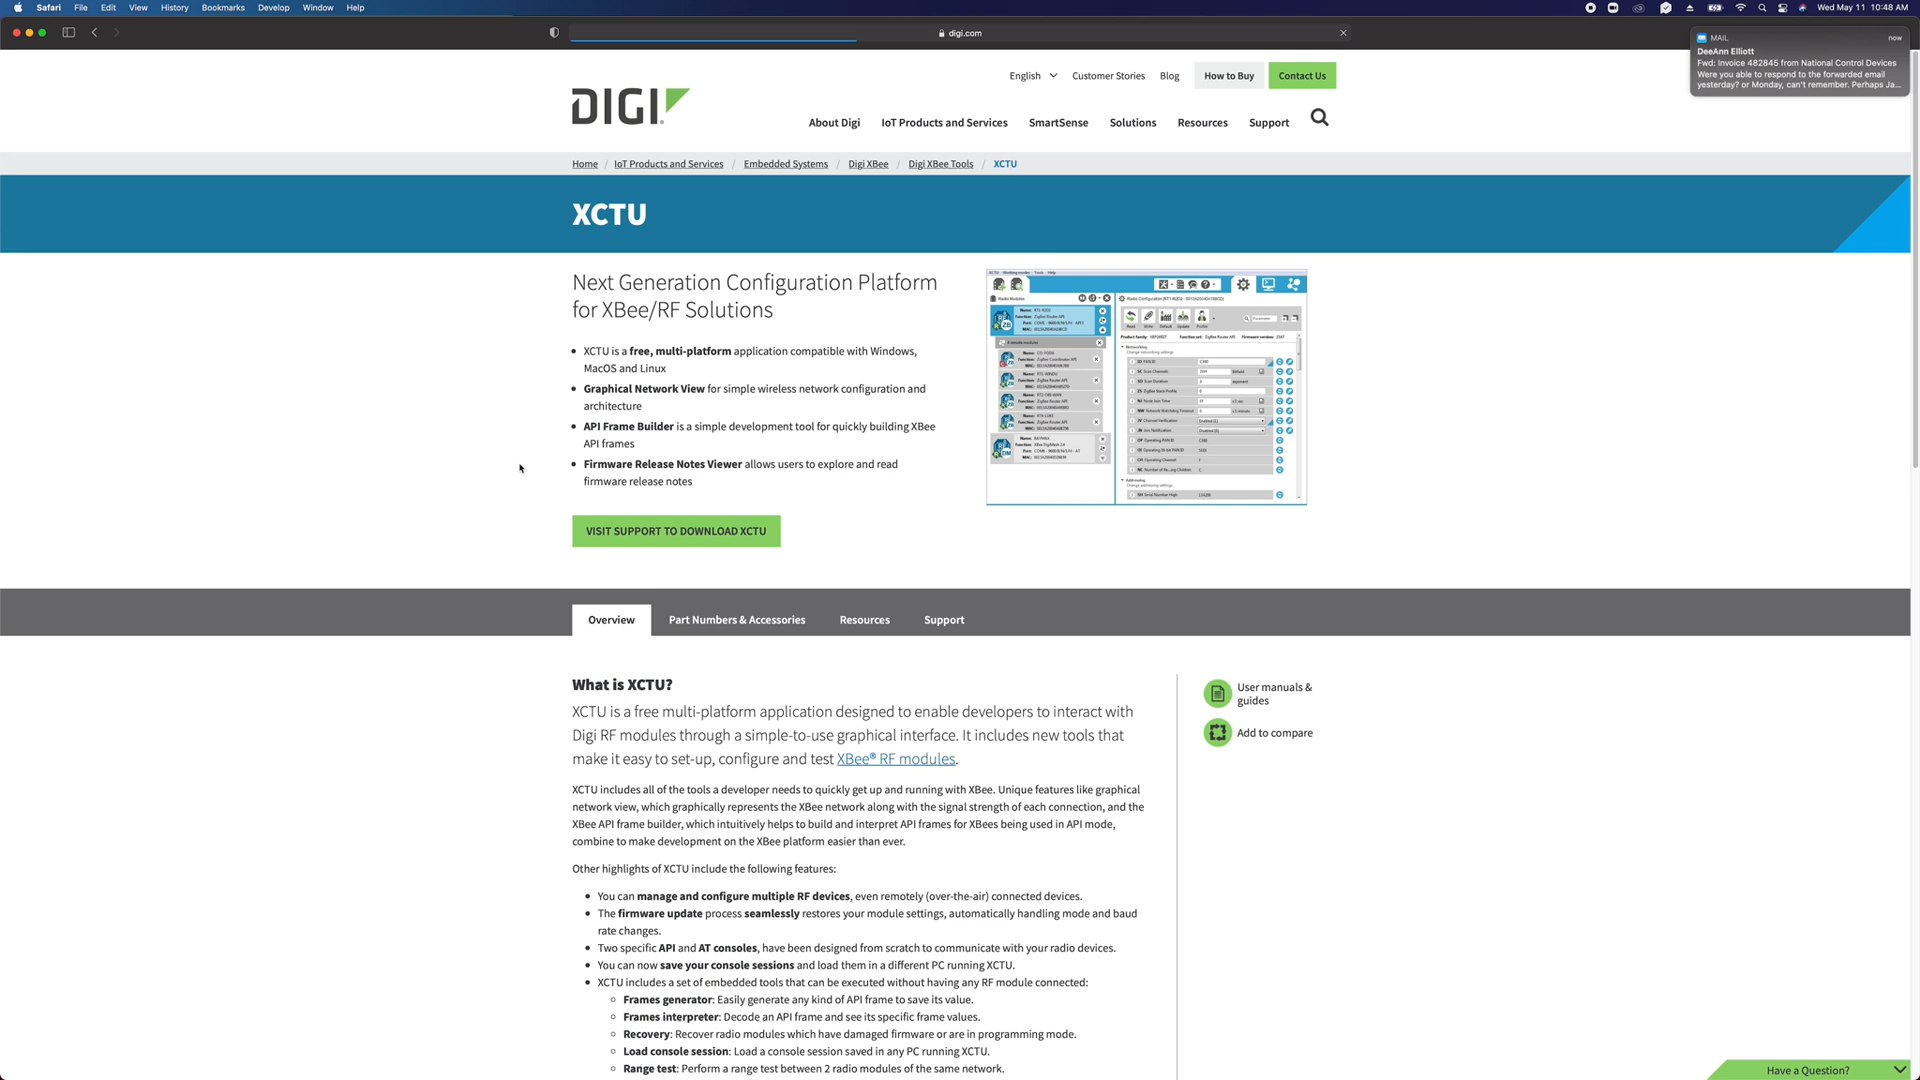 Safari File Edit View History Bookmarks Develop Window Help
Wed May 11 10:48 AM
digi.com
MAIL now
DeeAnn Elliott
Fwd: Invoice 482845 from National Control Devices
Were you able to respond to the forwarded email
yesterday? or Monday, can't remember. Perhaps Ja...
English Customer Stories Blog How to Buy Contact Us
DIGI
About Digi IoT Products and Services SmartSense Solutions Resources Support
Home / IoT Products and Services / Embedded Systems / Digi XBee / Digi XBee Tools / XCTU
XCTU
Next Generation Configuration Platform
for XBee/RF Solutions
• XCTU is a free, multi-platform application compatible with Windows,
MacOS and Linux
• Graphical Network View for simple wireless network configuration and
architecture
• API Frame Builder is a simple development tool for quickly building XBee
API frames
• Firmware Release Notes Viewer allows users to explore and read
firmware release notes
VISIT SUPPORT TO DOWNLOAD XCTU
Overview Part Numbers & Accessories Resources Support
What is XCTU?
XCTU is a free multi-platform application designed to enable developers to interact with
Digi RF modules through a simple-to-use graphical interface. It includes new tools that
make it easy to set-up, configure and test XBee® RF modules.
XCTU includes all of the tools a developer needs to quickly get up and running with XBee. Unique features like graphical
network view, which graphically represents the XBee network along with the signal strength of each connection, and the
XBee API frame builder, which intuitively helps to build and interpret API frames for XBees being used in API mode,
combine to make development on the XBee platform easier than ever.
Other highlights of XCTU include the following features:
• You can manage and configure multiple RF devices, even remotely (over-the-air) connected devices.
• The firmware update process seamlessly restores your module settings, automatically handling mode and baud
rate changes.
• Two specific API and AT consoles, have been designed from scratch to communicate with your radio devices.
• You can now save your console sessions and load them in a different PC running XCTU.
• XCTU includes a set of embedded tools that can be executed without having any RF module connected:
Frames generator: Easily generate any kind of API frame to save its value.
Frames interpreter: Decode an API frame and see its specific frame values.
Recovery: Recover radio modules which have damaged firmware or are in programming mode.
Load console session: Load a console session saved in any PC running XCTU.
Range test: Perform a range test between 2 radio modules of the same network.
User manuals &
guides
Add to compare
Have a Question?